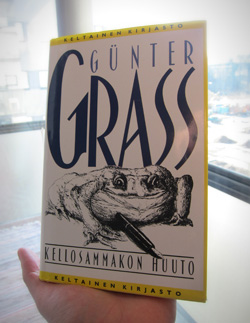 KELTAINEN KIRJASTO
GÜNTER
GRASS
KELLOSAMMAKON HUUTO
KELTAINEN KIRJASTO